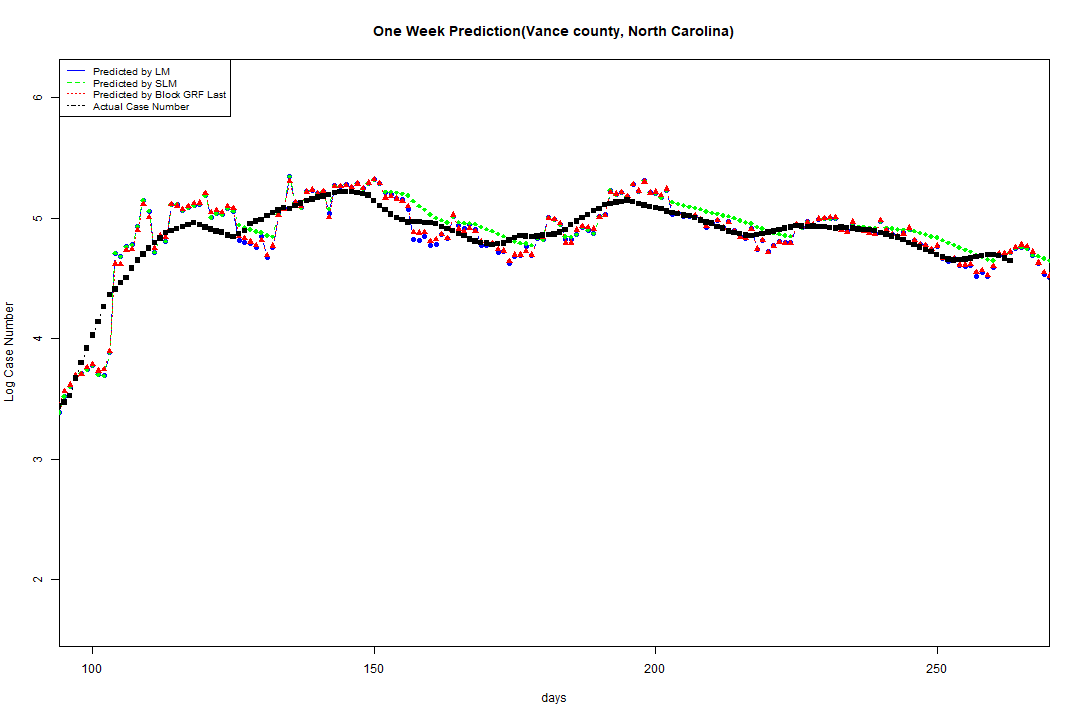 One Week Prediction(Vance county, North Carolina)
Predicted by LM
Predicted by SLM
Predicted by Block GRF Last
Actual Case Number
6
5
4
3
2
Log Case Number
100 150 200 250
days